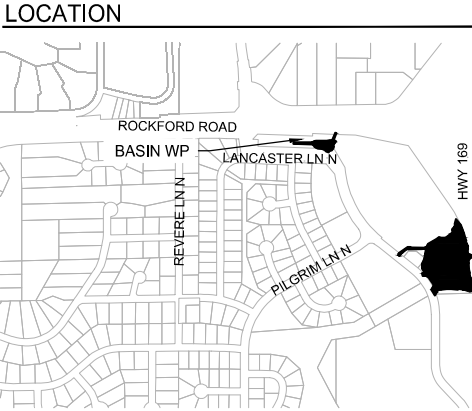 LOCATION
ROCKFORD ROAD
BASIN WP
LANCASTER LN N
HWY 169
REVERE LN N
PILGRIM LN N